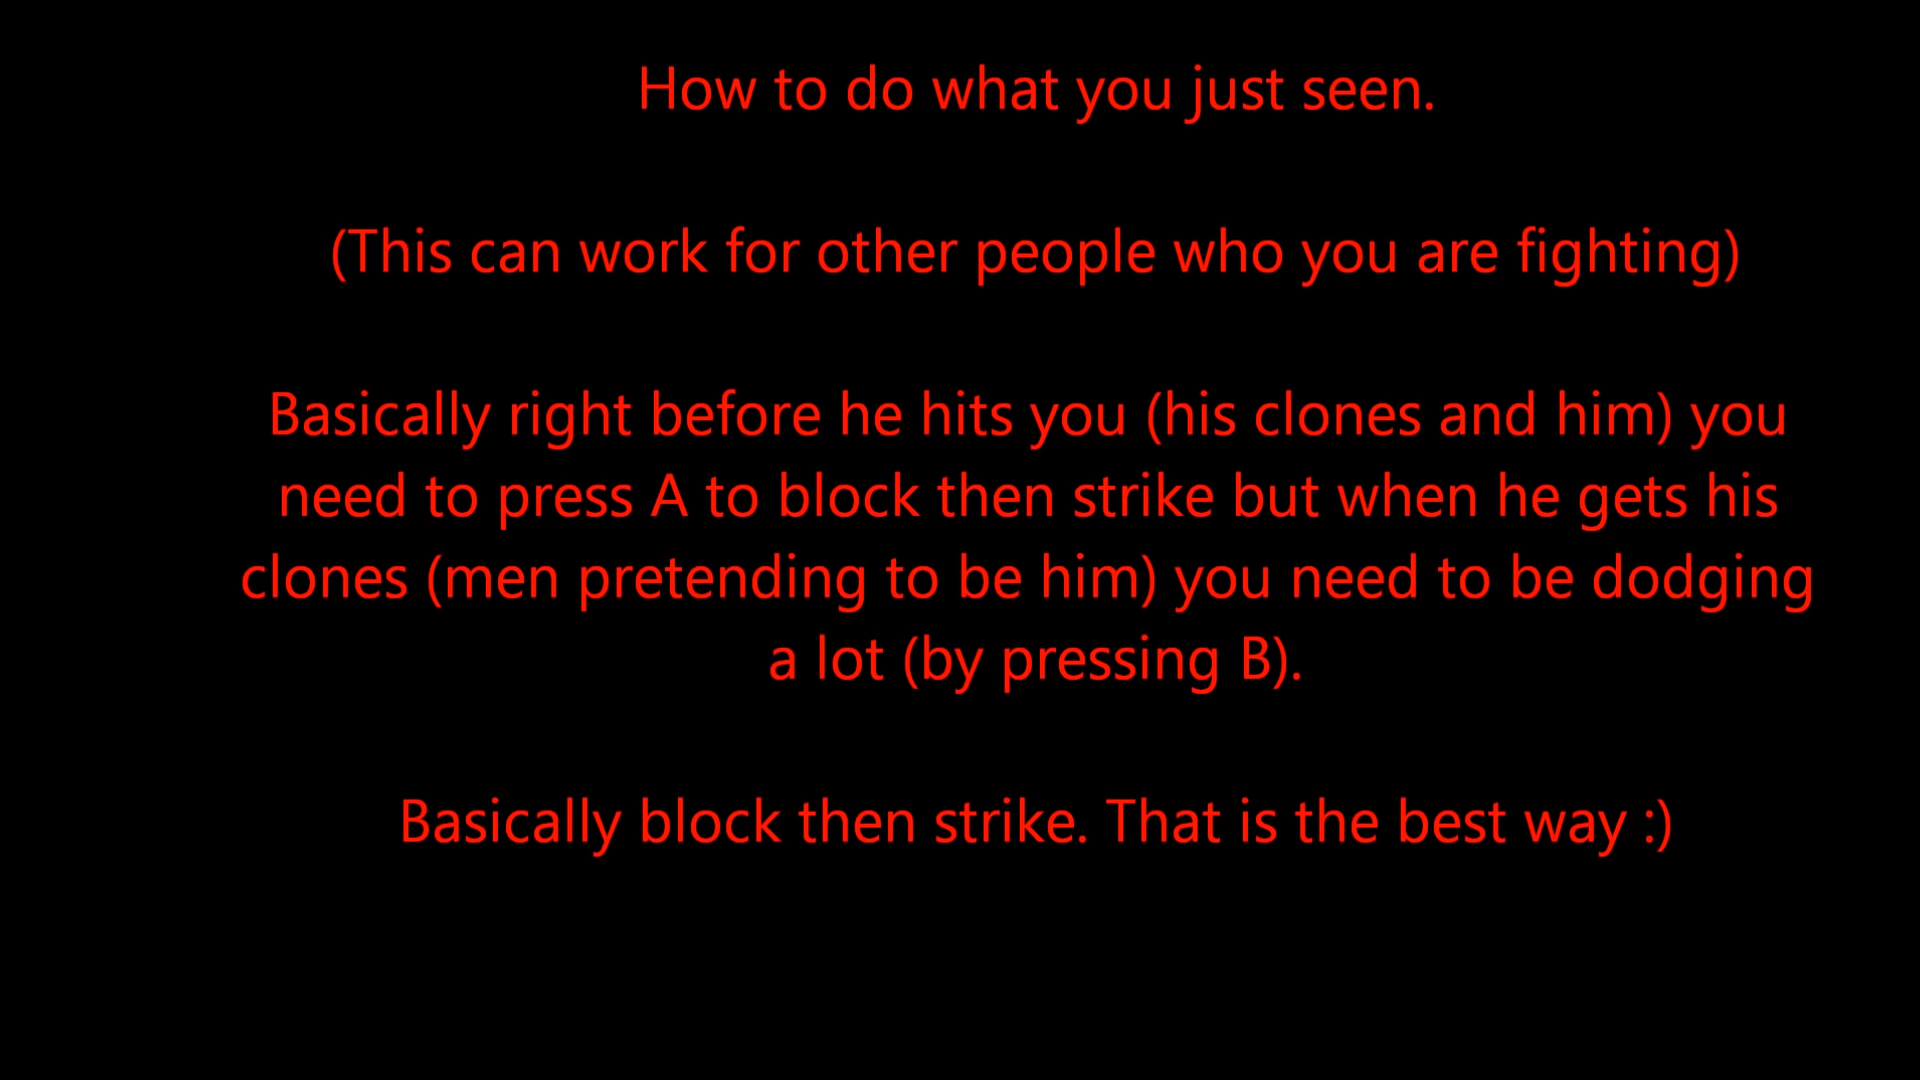 How to do what you just seen.
(This can work for other people who you are fighting)
Basically right before he hits you (his clones and him) you
need to press A to block then strike but when he gets his
clones (men pretending to be him) you need to be dodging
a lot (by pressing B).
Basically block then strike. That is the best way :)